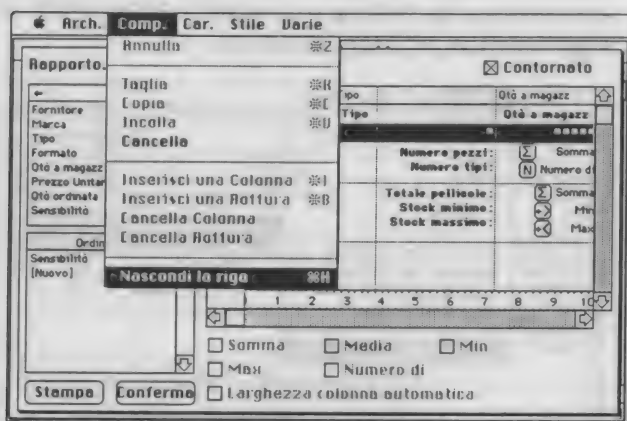 Arch. Comp. Car. Stile Varie
Annulla ⌘Z
Taglia ⌘X
Copia ⌘C
Incolla ⌘V
Cancella
Inserisci una Colonna ⌘I
Inserisci una Rottura ⌘B
Cancella Colonna
Cancella Rottura
Nascondi la riga ⌘H
Rapporto.
Contornato
Fornitore
Marca
Tipo
Formato
Qtà a magazz
Prezzo Unitar
Qtà ordinata
Sensibilità
Ordin
Sensibilità
[Nuovo]
ipo Qtà a magazz
Tipo Qtà a magazz
Numero pezzi: Σ Somma
Numero tipi: N Numero di
Totale pellicole: Σ Somma
Stock minimo: Min
Stock massimo: Max
1 2 3 4 5 6 7 8 9 10
Somma Media Min
Max Numero di
Larghezza colonna automatica
Stampa Conferma